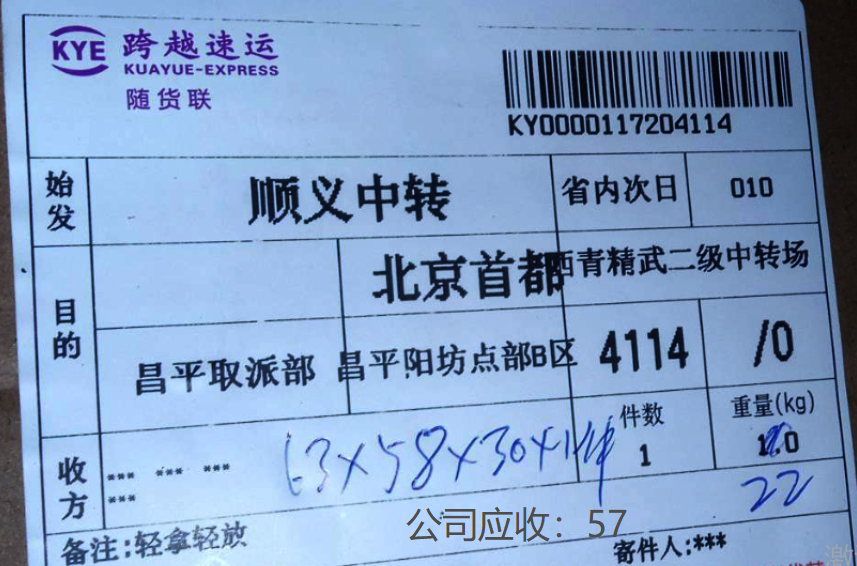 KYE 跨越速运
KUAYUE-EXPRESS
随货联
KY0000117204114
始发 顺义中转 省内次日 010
目的 北京首都 西青精武二级中转场
昌平取派部 昌平阳坊点部B区 4114 /0
件数 重量(kg)
收方 *** *** *** 63×58×30×1件 1
***
22
公司应收：57
备注:轻拿轻放 寄件人:***
激